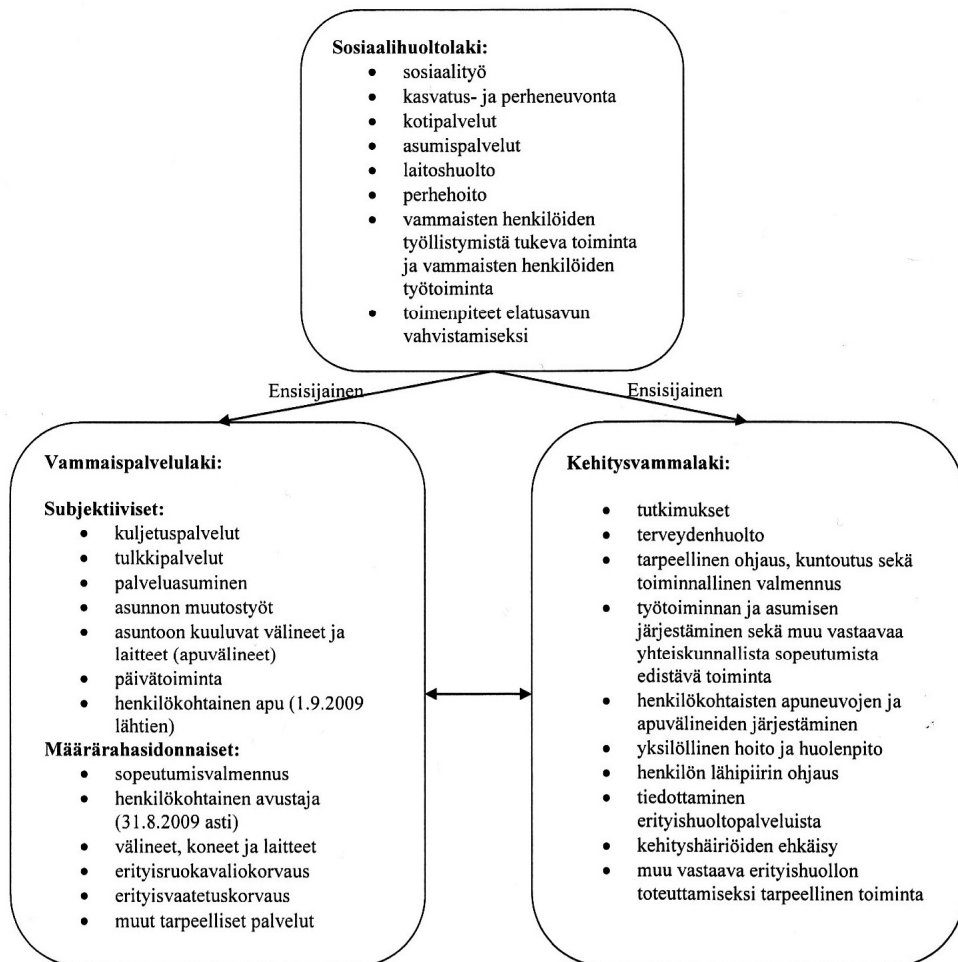 Sosiaalihuoltolaki:
• sosiaalityö
• kasvatus- ja perheneuvonta
• kotipalvelut
• asumispalvelut
• laitoshuolto
• perhehoito
• vammaisten henkilöiden
työllistymistä tukeva toiminta
ja vammaisten henkilöiden
työtoiminta
• toimenpiteet elatusavun
vahvistamiseksi
Ensisijainen
Ensisijainen
Vammaispalvelulaki:
Subjektiiviset:
• kuljetuspalvelut
• tulkkipalvelut
• palveluasuminen
• asunnon muutostyöt
• asuntoon kuuluvat välineet ja
laitteet (apuvälineet)
• päivätoiminta
• henkilökohtainen apu (1.9.2009
lähtien)
Määrärahasidonnaiset:
• sopeutumisvalmennus
• henkilökohtainen avustaja
(31.8.2009 asti)
• välineet, koneet ja laitteet
• erityisruokavaliokorvaus
• erityisvaatetuskorvaus
• muut tarpeelliset palvelut
Kehitysvammalaki:
• tutkimukset
• terveydenhuolto
• tarpeellinen ohjaus, kuntoutus sekä
toiminnallinen valmennus
• työtoiminnan ja asumisen
järjestäminen sekä muu vastaavaa
yhteiskunnallista sopeutumista
edistävä toiminta
• henkilökohtaisten apuneuvojen ja
apuvälineiden järjestäminen
• yksilöllinen hoito ja huolenpito
• henkilön lähipiirin ohjaus
• tiedottaminen
erityishuoltopalveluista
• kehityshäiriöiden ehkäisy
• muu vastaava erityishuollon
toteuttamiseksi tarpeellinen toiminta